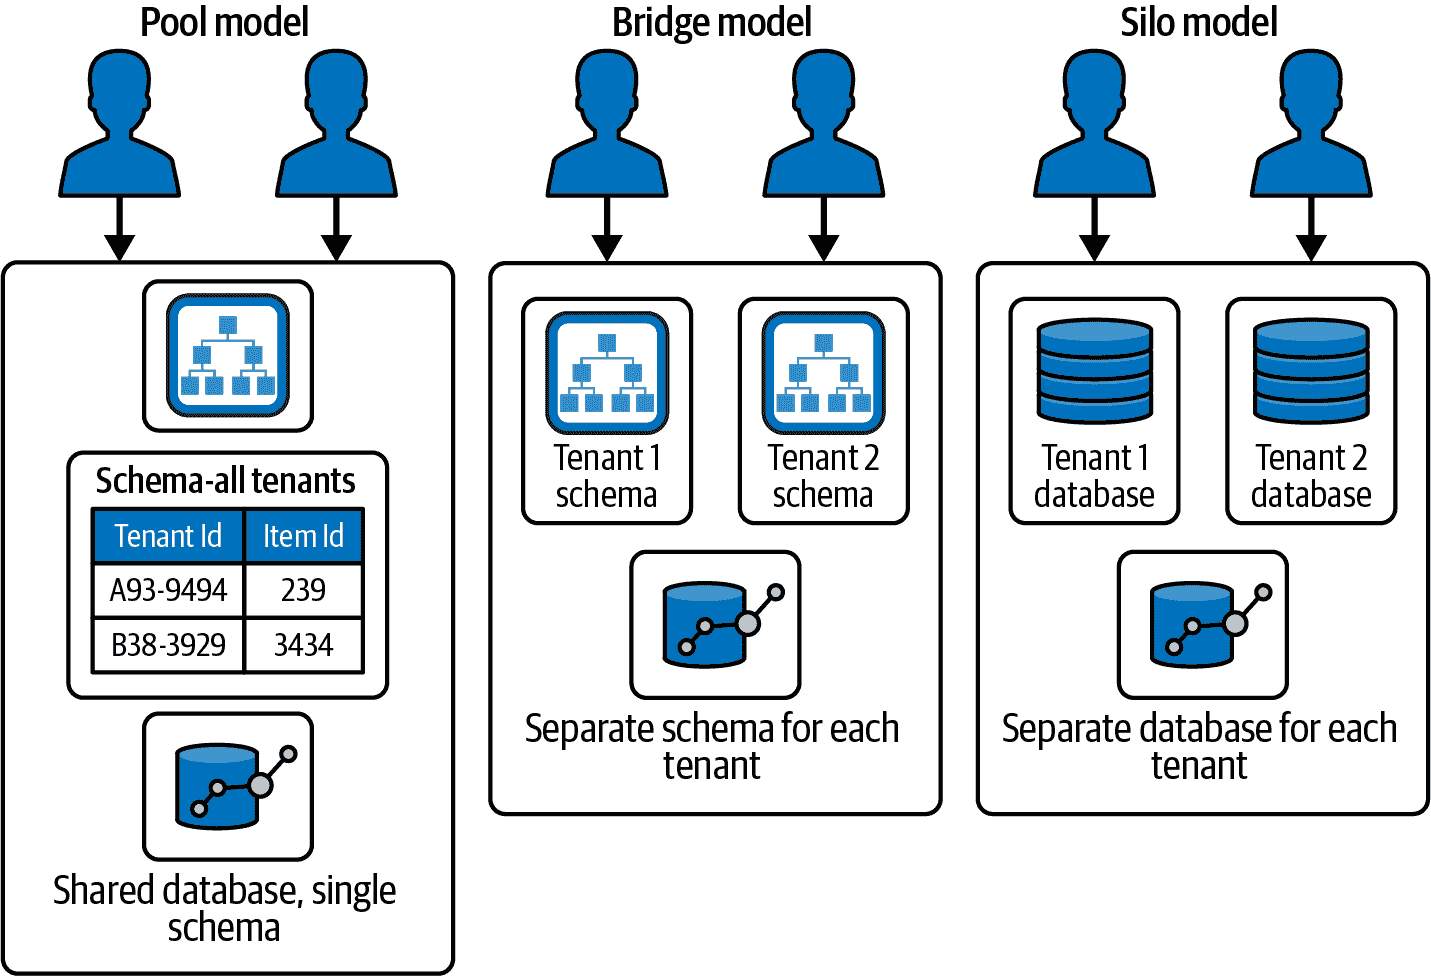 Pool model
Schema-all tenants
Tenant Id Item Id
A93-9494 239
B38-3929 3434
Shared database, single
schema
Bridge model
Tenant 1
schema
Tenant 2
schema
Separate schema for each
tenant
Silo model
Tenant 1
database
Tenant 2
database
Separate database for each
tenant